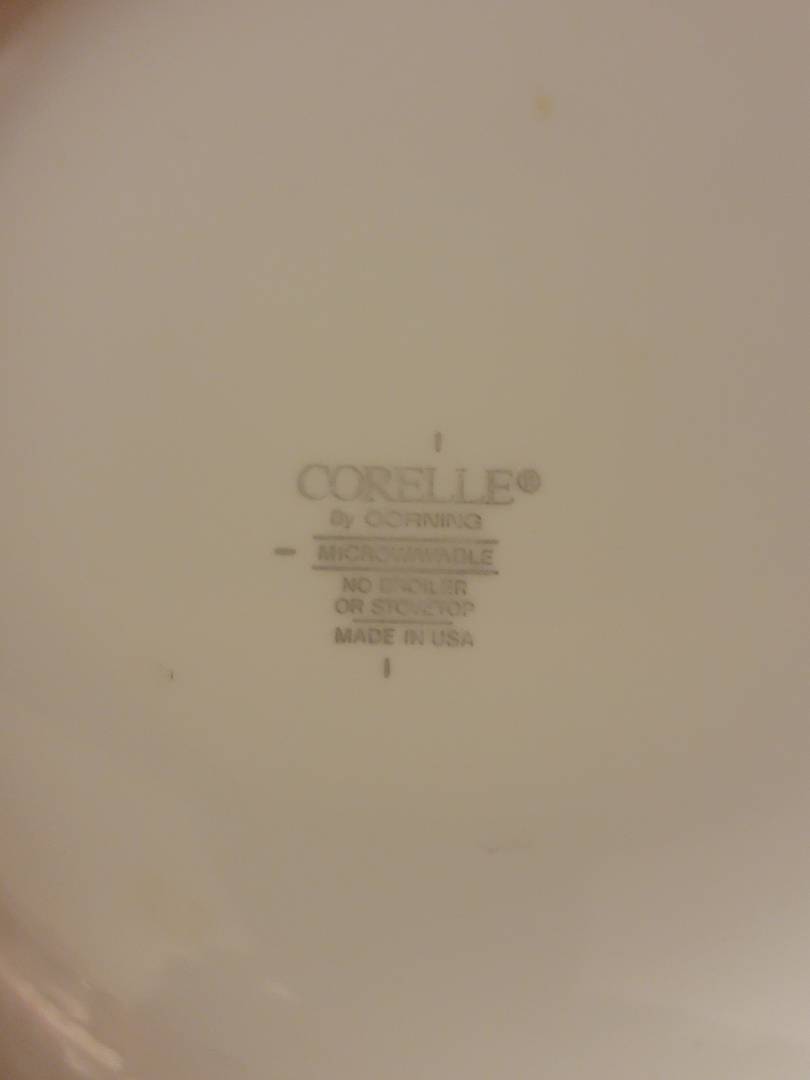 CORELLE®
By CORNING
MICROWAVABLE
NO BROILER
OR STOVETOP
MADE IN USA